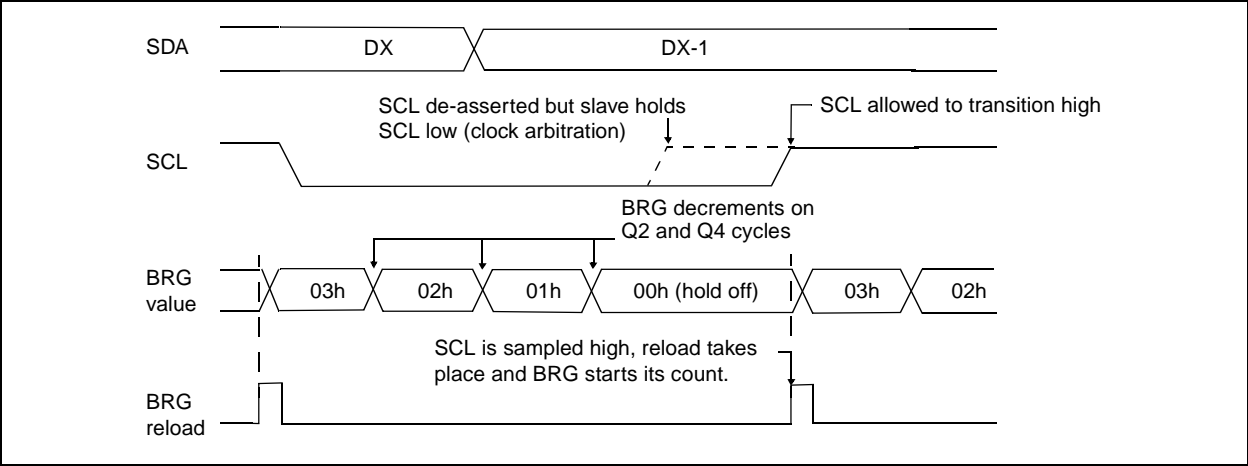 SDA
DX
DX-1
SCL de-asserted but slave holds
SCL low (clock arbitration)
SCL allowed to transition high
SCL
BRG decrements on
Q2 and Q4 cycles
BRG
value
03h
02h
01h
00h (hold off)
03h
02h
SCL is sampled high, reload takes
place and BRG starts its count.
BRG
reload